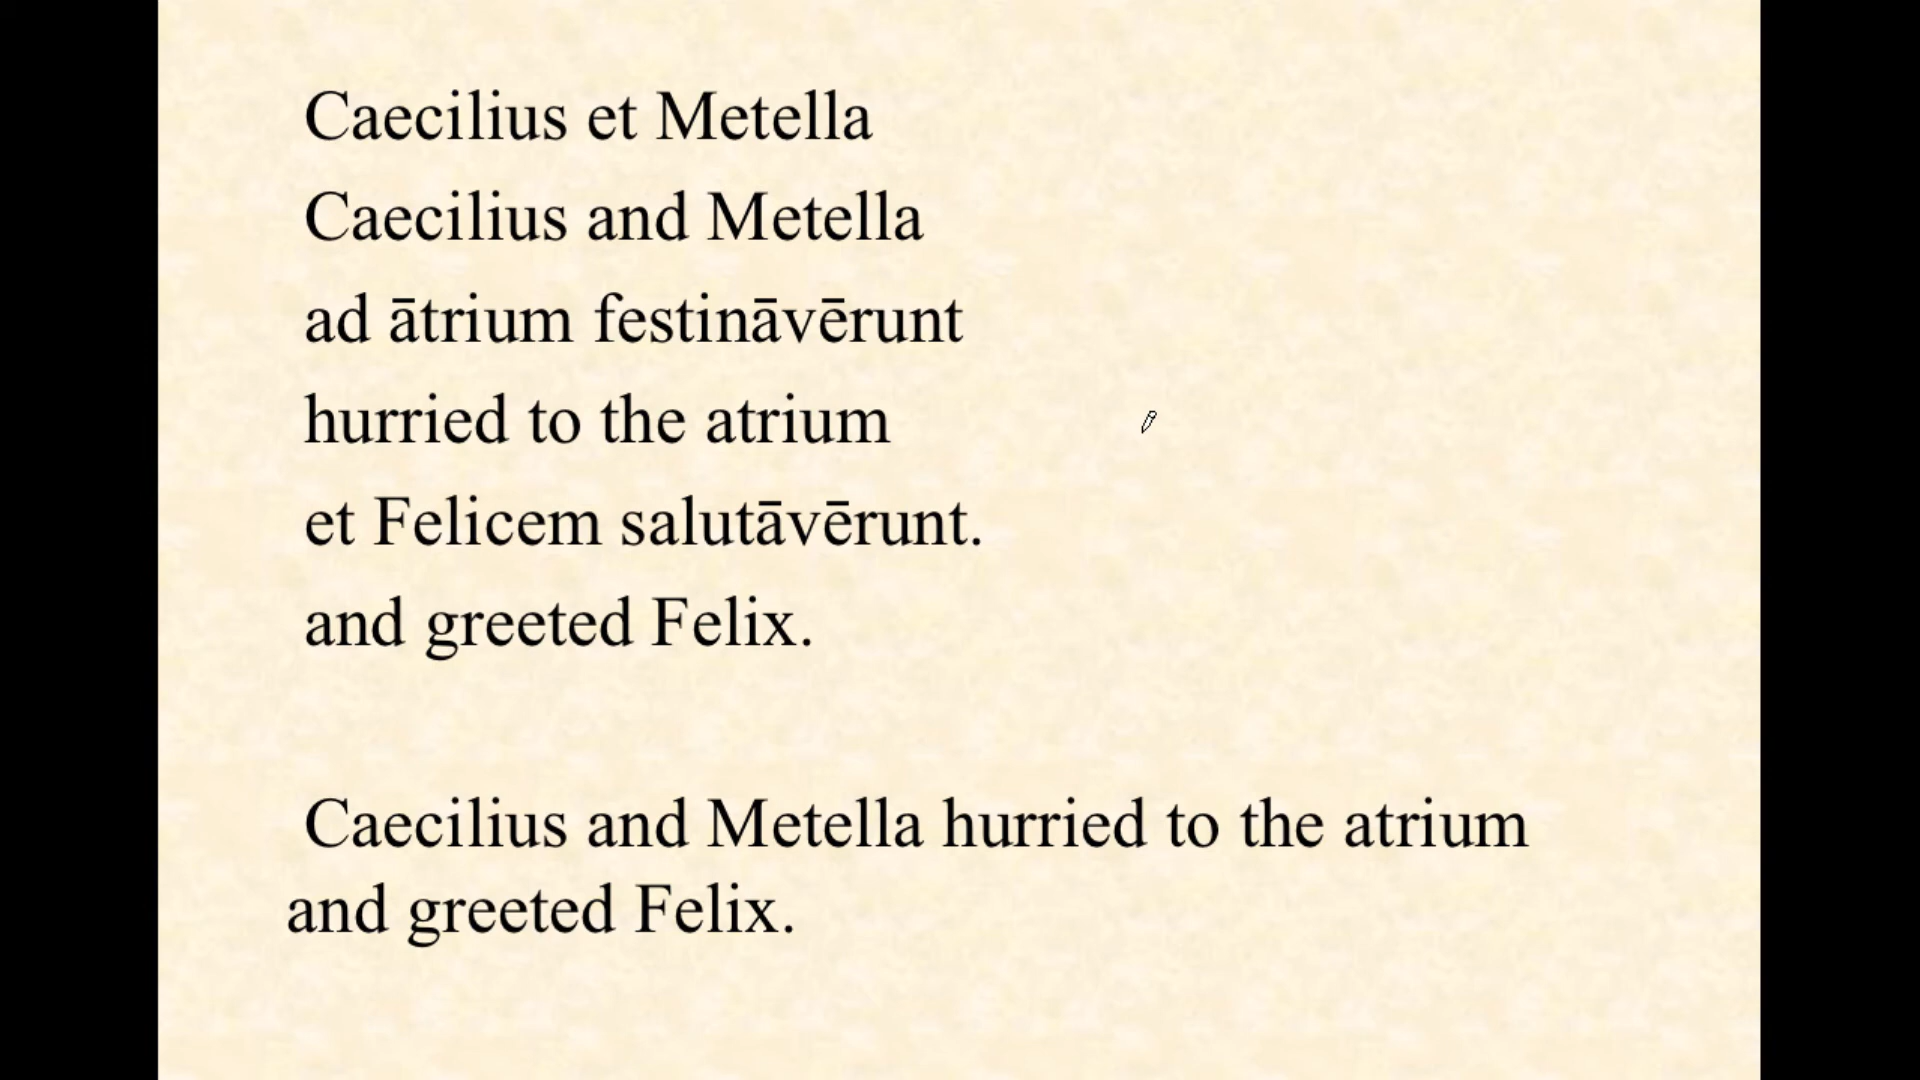 Caecilius et Metella
Caecilius and Metella
ad ātrium festināvērunt
hurried to the atrium
et Felicem salutāvērunt.
and greeted Felix.
Caecilius and Metella hurried to the atrium
and greeted Felix.